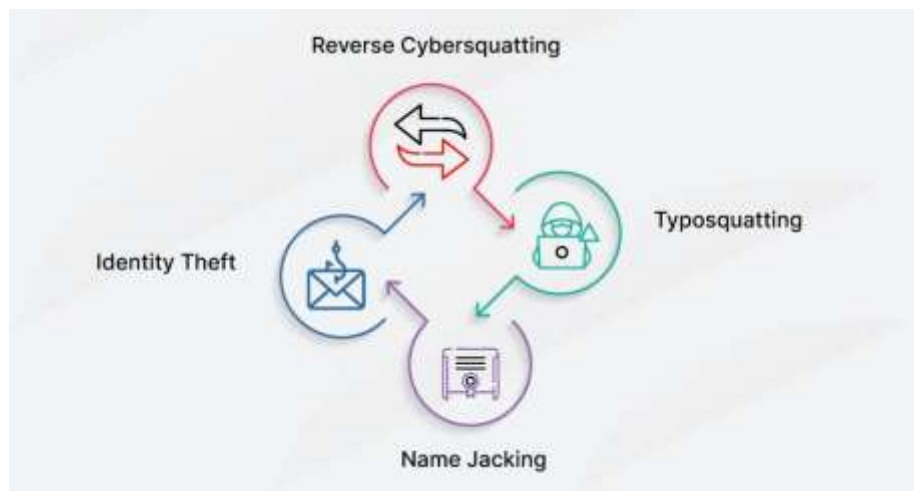 Reverse Cybersquatting
Typosquatting
Identity Theft
Name Jacking